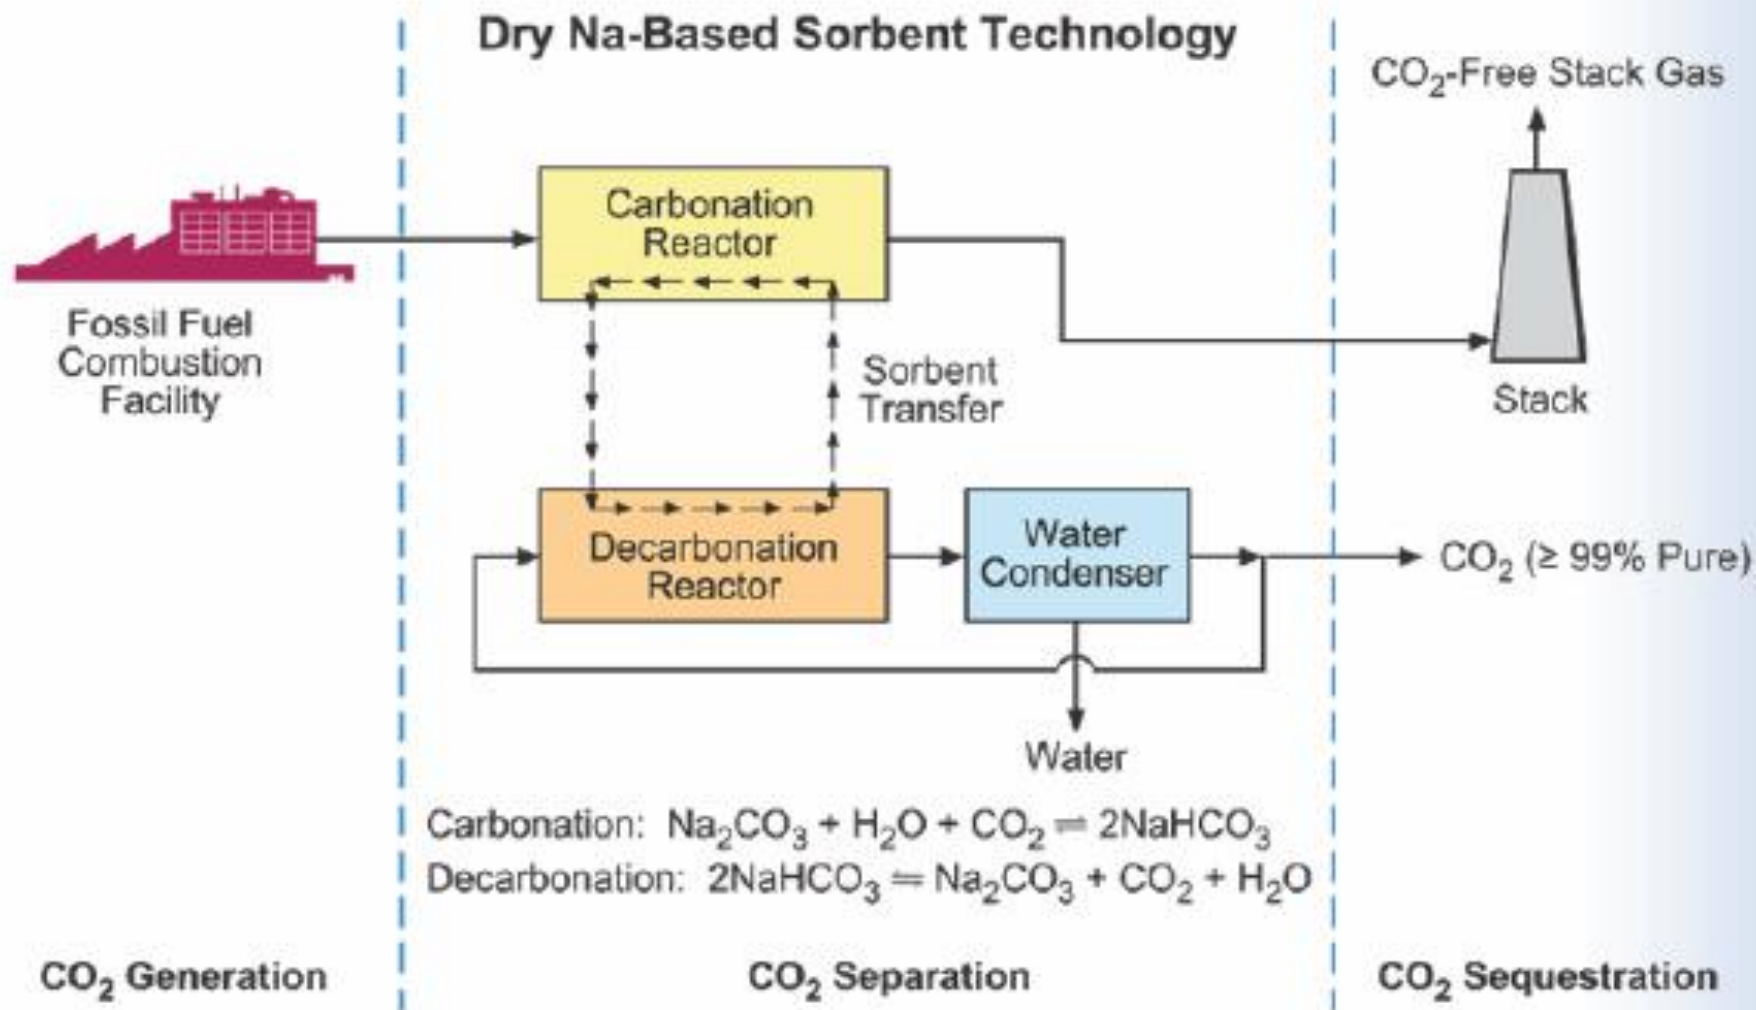 Dry Na-Based Sorbent Technology
CO₂-Free Stack Gas
Carbonation
Reactor
Fossil Fuel
Combustion
Facility
Sorbent
Transfer
Stack
Decarbonation
Reactor
Water
Condenser
CO₂ (≥ 99% Pure)
Water
Carbonation: Na₂CO₃ + H₂O + CO₂ ⇌ 2NaHCO₃
Decarbonation: 2NaHCO₃ ⇌ Na₂CO₃ + CO₂ + H₂O
CO₂ Generation
CO₂ Separation
CO₂ Sequestration